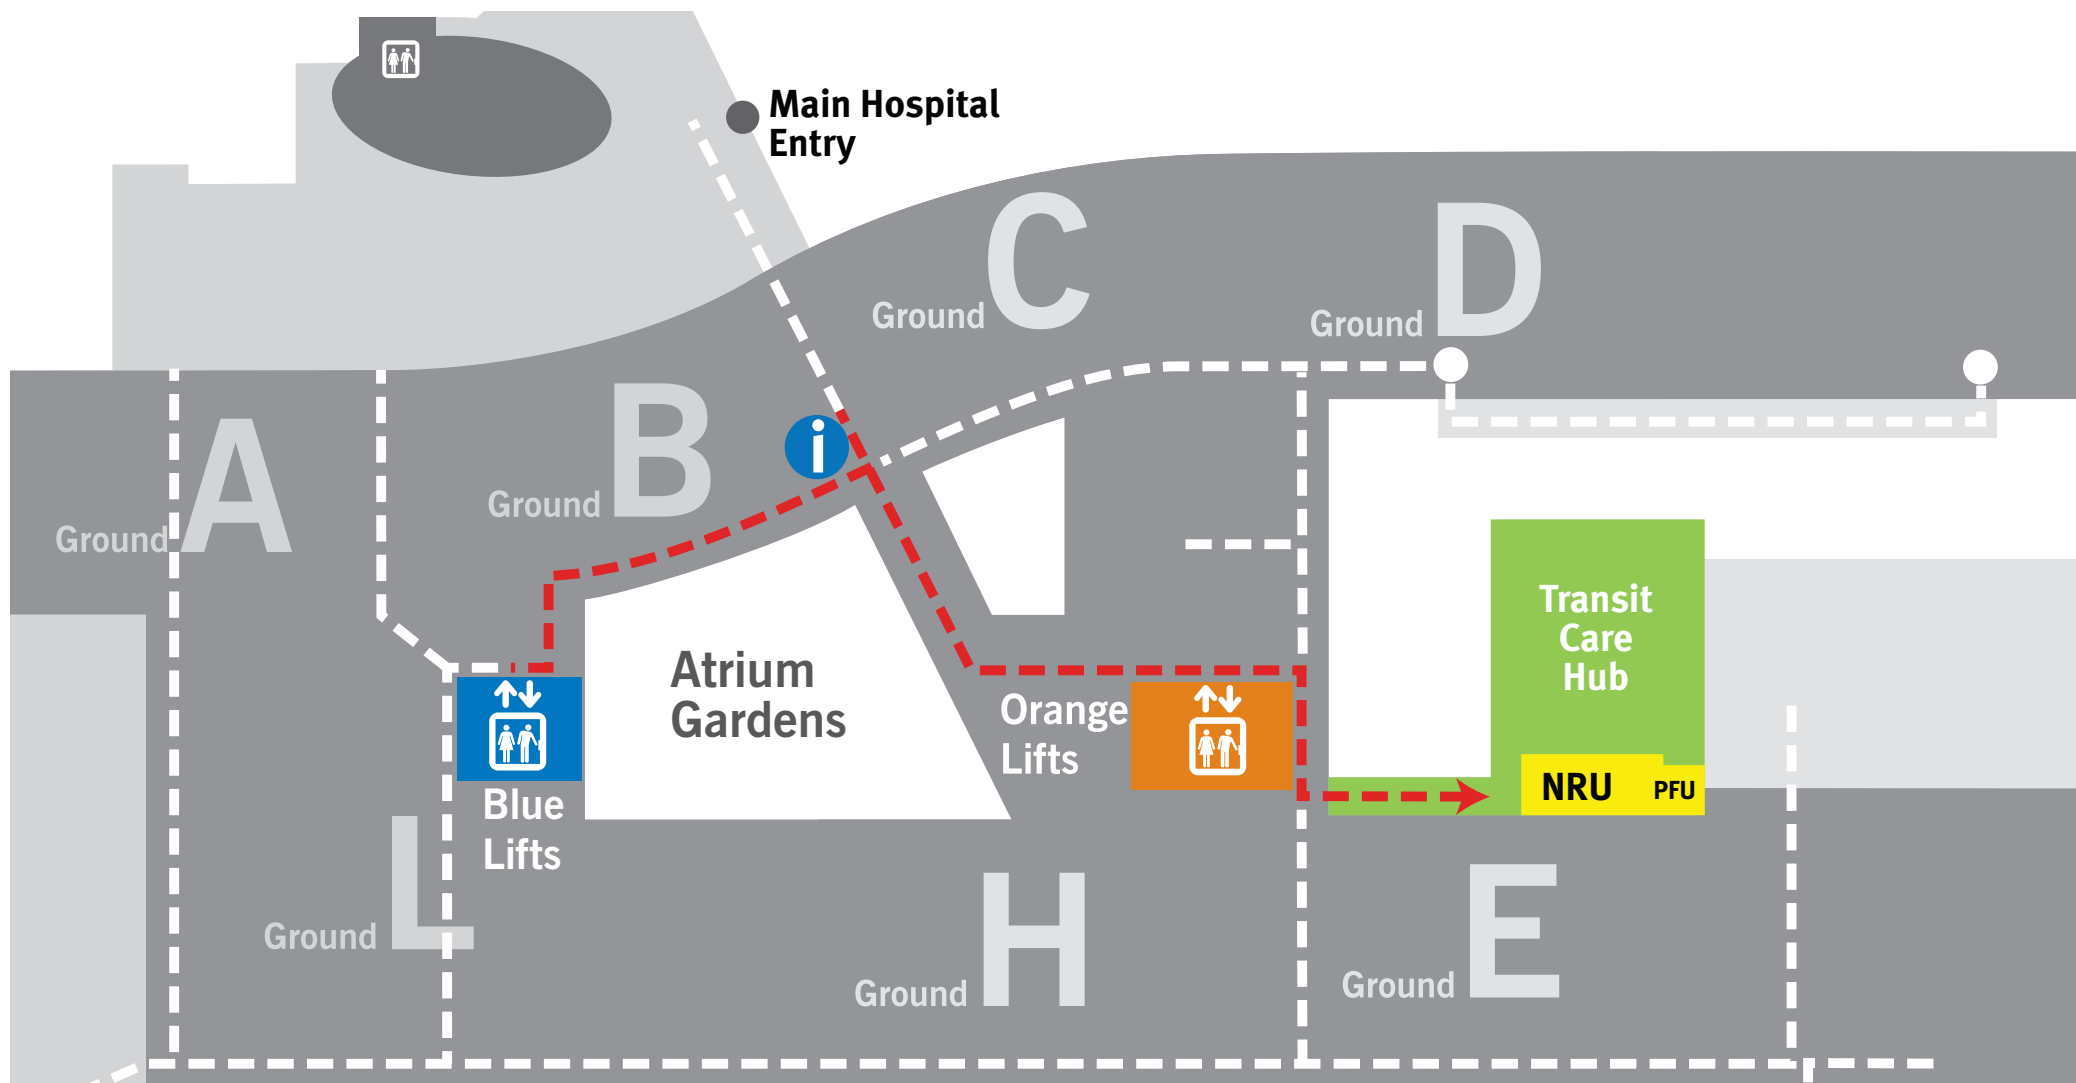 Main Hospital
Entry
Ground C
Ground D
Ground A
Ground B
i
Transit
Care
Hub
Atrium
Gardens
Orange
Lifts
NRU
PFU
Blue
Lifts
Ground L
Ground H
Ground E